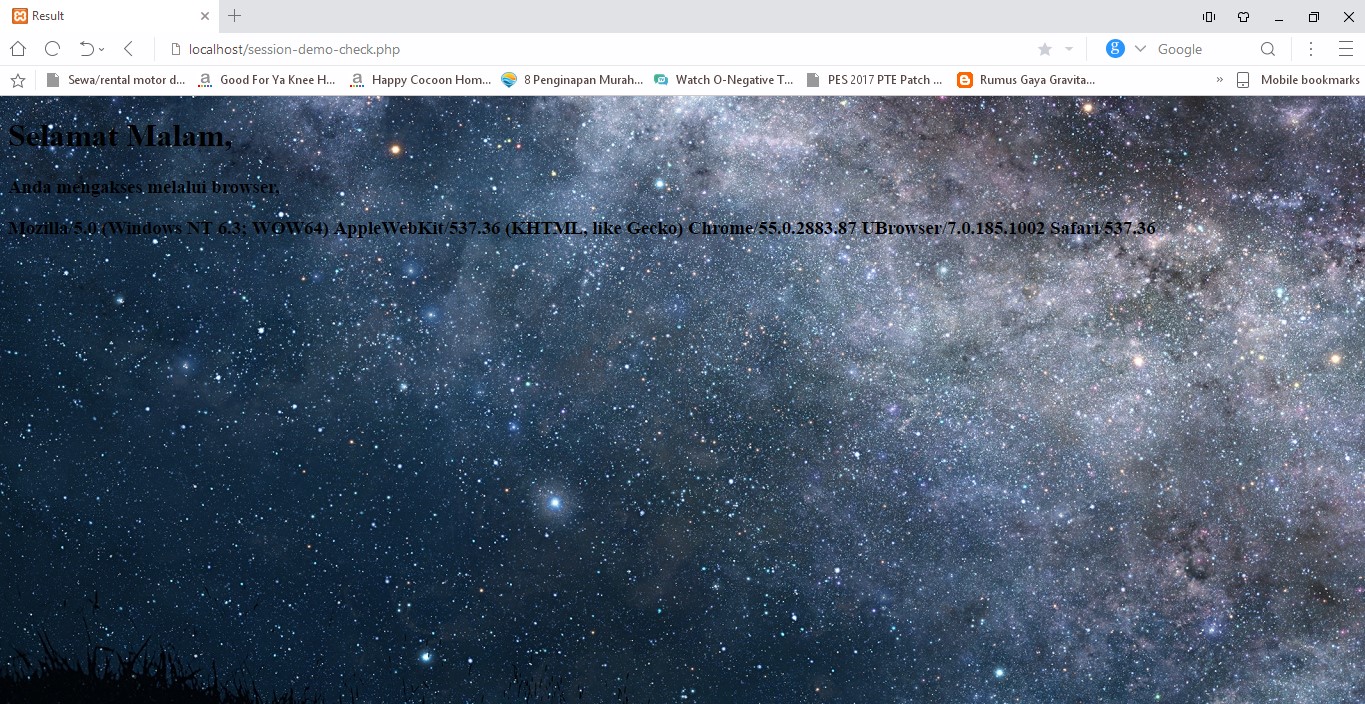 Result
localhost/session-demo-check.php
Google
Sewa/rental motor d...
Good For Ya Knee H...
Happy Cocoon Hom...
8 Penginapan Murah...
Watch O-Negative T...
PES 2017 PTE Patch ...
Rumus Gaya Gravita...
»
Mobile bookmarks
Selamat Malam,
Anda mengakses melalui browser,
Mozilla/5.0 (Windows NT 6.3; WOW64) AppleWebKit/537.36 (KHTML, like Gecko) Chrome/55.0.2883.87 UBrowser/7.0.185.1002 Safari/537.36